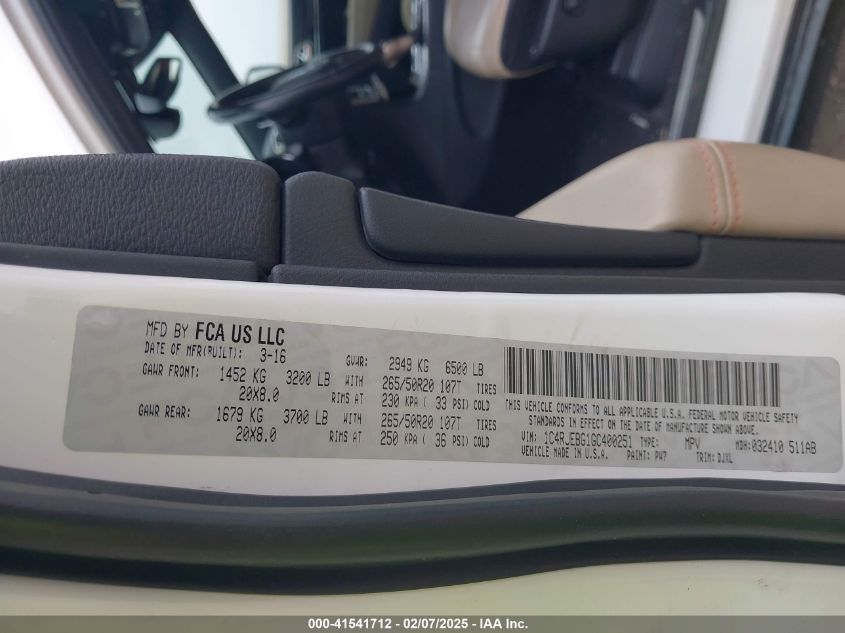 MFD BY FCA US LLC
DATE OF MFR(BUILT): 3-16 GVWR: 2949 KG 6500 LB
GAWR FRONT: 1452 KG 3200 LB WITH 265/50R20 107T TIRES
20X8.0 RIMS AT 230 KPA ( 33 PSI) COLD
GAWR REAR: 1679 KG 3700 LB WITH 265/50R20 107T TIRES
20X8.0 RIMS AT 250 KPA ( 36 PSI) COLD
THIS VEHICLE CONFORMS TO ALL APPLICABLE U.S.A. FEDERAL MOTOR VEHICLE SAFETY
STANDARDS IN EFFECT ON THE DATE OF MANUFACTURE SHOWN ABOVE.
VIN: 1C4RJEBG1GC400251 TYPE: MPV MDH: 032410 511AB
VEHICLE MADE IN U.S.A. PAINT: PW7 TRIM:
000-41541712 / 02/07/2025 - IAA Inc.